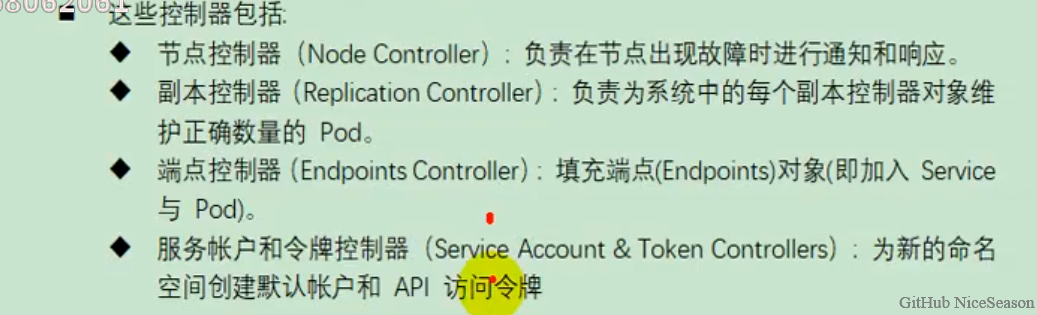 这些控制器包括:
◆ 节点控制器（Node Controller）: 负责在节点出现故障时进行通知和响应。
◆ 副本控制器（Replication Controller）: 负责为系统中的每个副本控制器对象维
护正确数量的 Pod。
◆ 端点控制器（Endpoints Controller）: 填充端点(Endpoints)对象(即加入 Service
与 Pod)。
◆ 服务帐户和令牌控制器（Service Account & Token Controllers）: 为新的命名
空间创建默认帐户和 API 访问令牌
GitHub NiceSeason